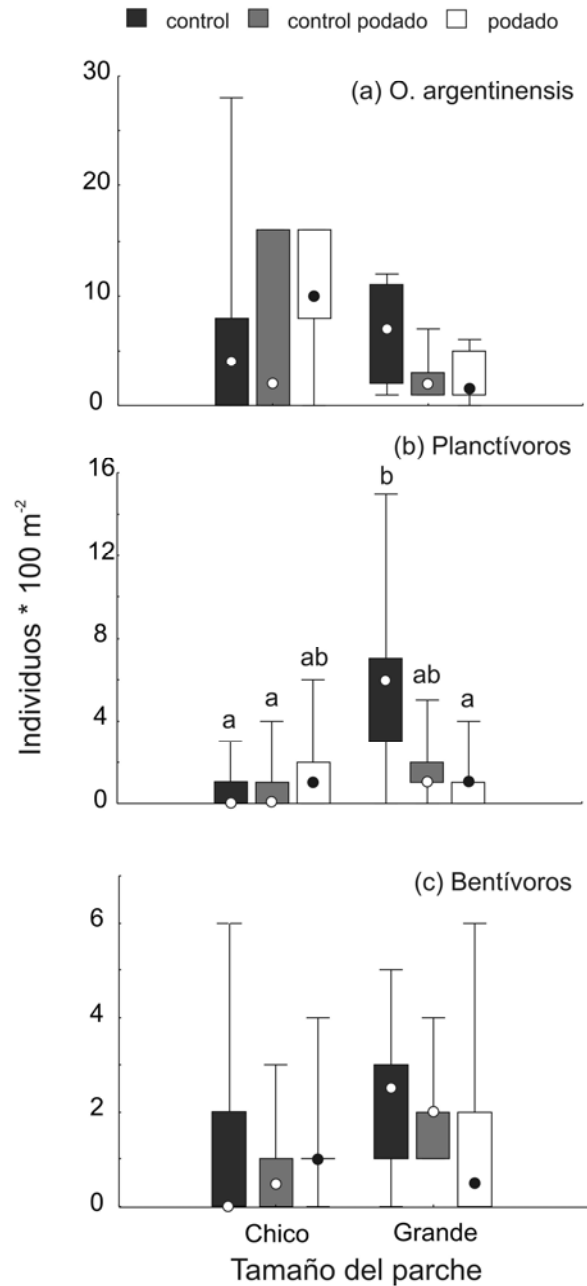 control control podado podado
(a) O. argentinensis
30
20
10
0
(b) Planctívoros
16
12
8
4
0
a a ab b ab a
(c) Bentívoros
6
4
2
0
Individuos * 100 m⁻²
Chico Grande
Tamaño del parche